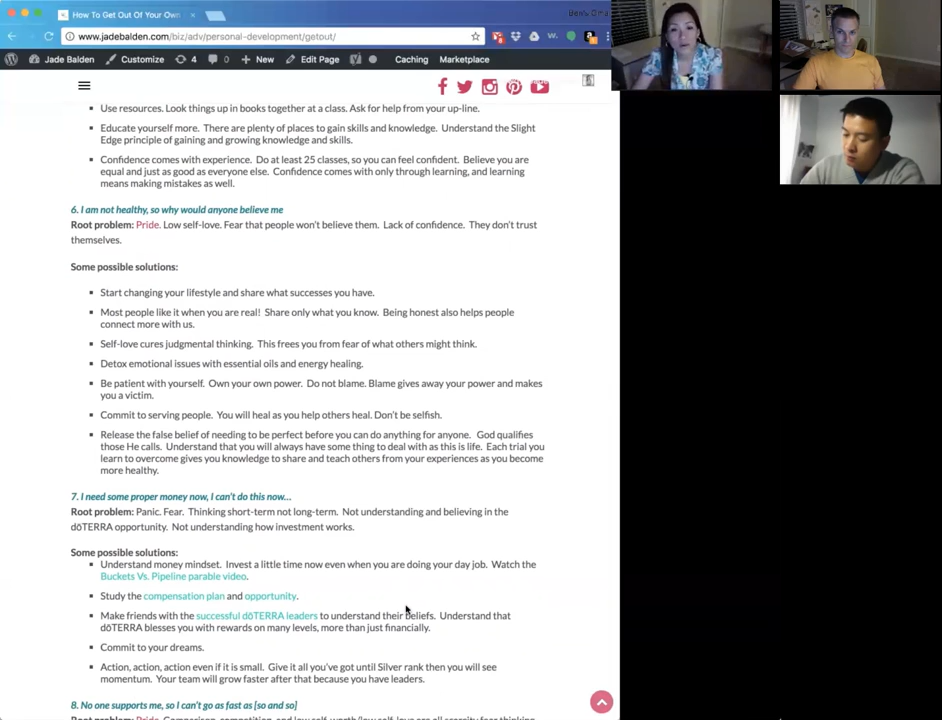 How To Get Out Of Your Own
www.jadebalden.com/biz/adv/personal-development/getout/
Jade Balden Customize 4 0 New Edit Page Caching Marketplace
Use resources. Look things up in books together at a class. Ask for help from your up-line.
Educate yourself more. There are plenty of places to gain skills and knowledge. Understand the Slight
Edge principle of gaining and growing knowledge and skills.
Confidence comes with experience. Do at least 25 classes, so you can feel confident. Believe you are
equal and just as good as everyone else. Confidence comes with only through learning, and learning
means making mistakes as well.
6. I am not healthy, so why would anyone believe me
Root problem: Pride. Low self-love. Fear that people won't believe them. Lack of confidence. They don't trust
themselves.
Some possible solutions:
Start changing your lifestyle and share what successes you have.
Most people like it when you are real! Share only what you know. Being honest also helps people
connect more with us.
Self-love cures judgmental thinking. This frees you from fear of what others might think.
Detox emotional issues with essential oils and energy healing.
Be patient with yourself. Own your own power. Do not blame. Blame gives away your power and makes
you a victim.
Commit to serving people. You will heal as you help others heal. Don't be selfish.
Release the false belief of needing to be perfect before you can do anything for anyone. God qualifies
those He calls. Understand that you will always have some thing to deal with as this is life. Each trial you
learn to overcome gives you knowledge to share and teach others from your experiences as you become
more healthy.
7. I need some proper money now, I can't do this now...
Root problem: Panic. Fear. Thinking short-term not long-term. Not understanding and believing in the
dōTERRA opportunity. Not understanding how investment works.
Some possible solutions:
Understand money mindset. Invest a little time now even when you are doing your day job. Watch the
Buckets Vs. Pipeline parable video.
Study the compensation plan and opportunity.
Make friends with the successful dōTERRA leaders to understand their beliefs. Understand that
dōTERRA blesses you with rewards on many levels, more than just financially.
Commit to your dreams.
Action, action, action even if it is small. Give it all you've got until Silver rank then you will see
momentum. Your team will grow faster after that because you have leaders.
8. No one supports me, so I can't go as fast as [so and so]
Root problem: Pride. Comparison, competition, and low self-worth/low self-love are all scarcity fear thinking.